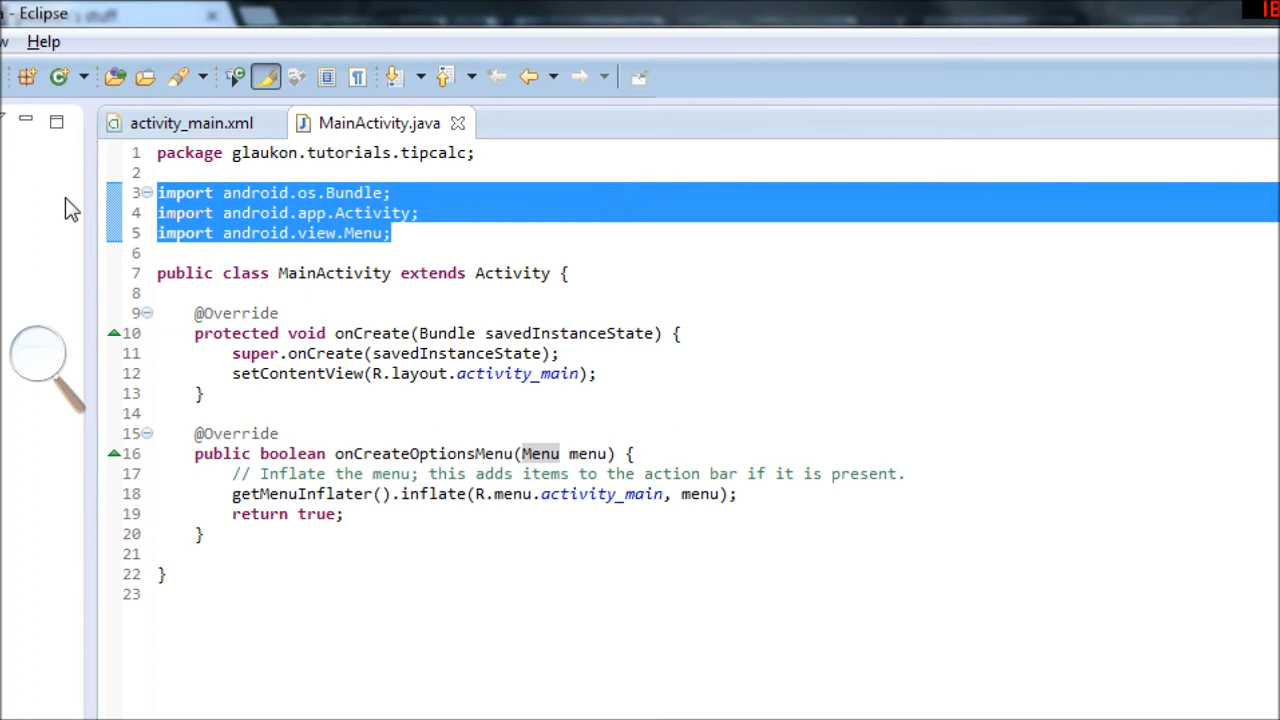 - Eclipse
Help
activity_main.xml
MainActivity.java
1 package glaukon.tutorials.tipcalc;
2
3 import android.os.Bundle;
4 import android.app.Activity;
5 import android.view.Menu;
6
7 public class MainActivity extends Activity {
8
9 @Override
10 protected void onCreate(Bundle savedInstanceState) {
11 super.onCreate(savedInstanceState);
12 setContentView(R.layout.activity_main);
13 }
14
15 @Override
16 public boolean onCreateOptionsMenu(Menu menu) {
17 // Inflate the menu; this adds items to the action bar if it is present.
18 getMenuInflater().inflate(R.menu.activity_main, menu);
19 return true;
20 }
21
22 }
23